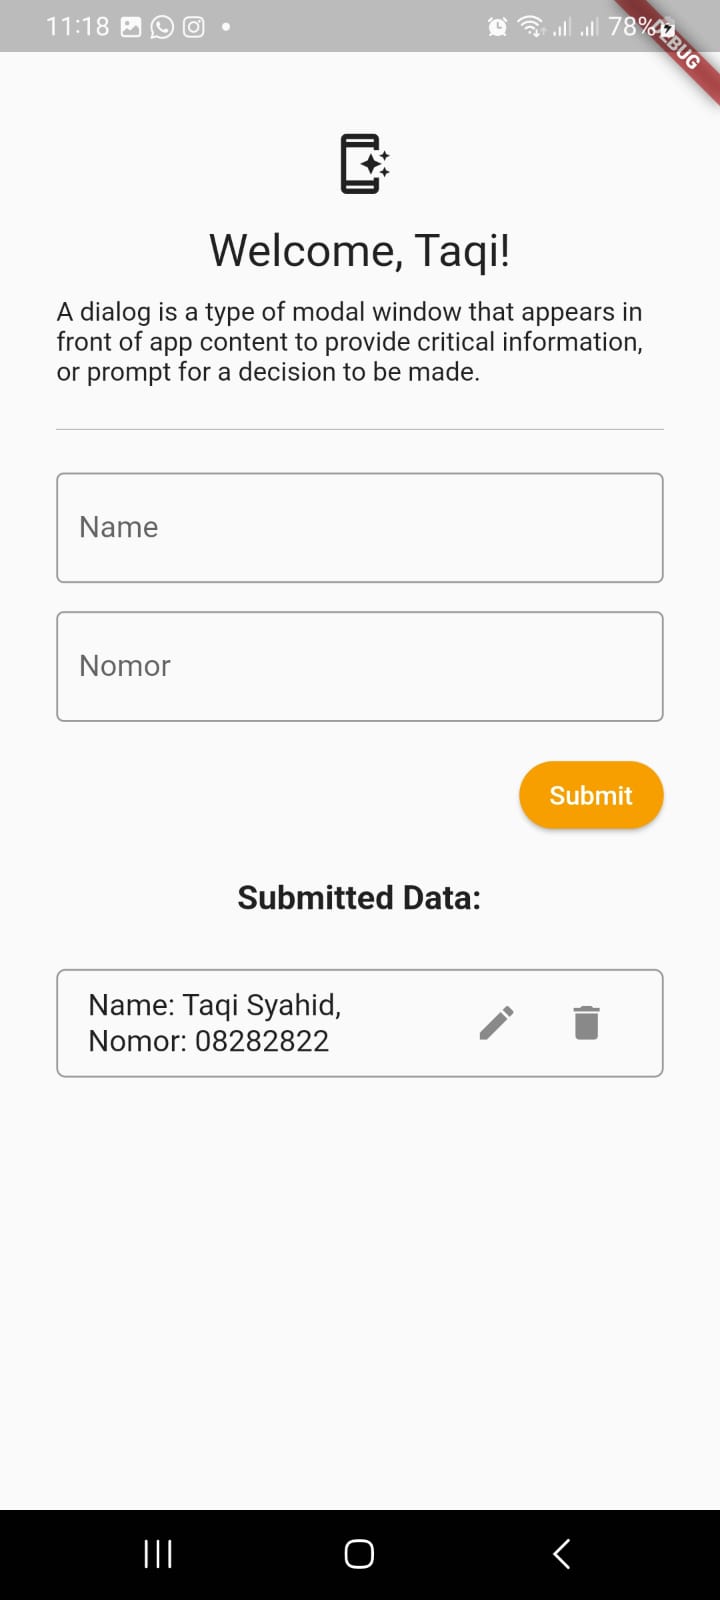 11:18
78%
DEBUG
Welcome, Taqi!
A dialog is a type of modal window that appears in
front of app content to provide critical information,
or prompt for a decision to be made.
Name
Nomor
Submit
Submitted Data:
Name: Taqi Syahid,
Nomor: 08282822